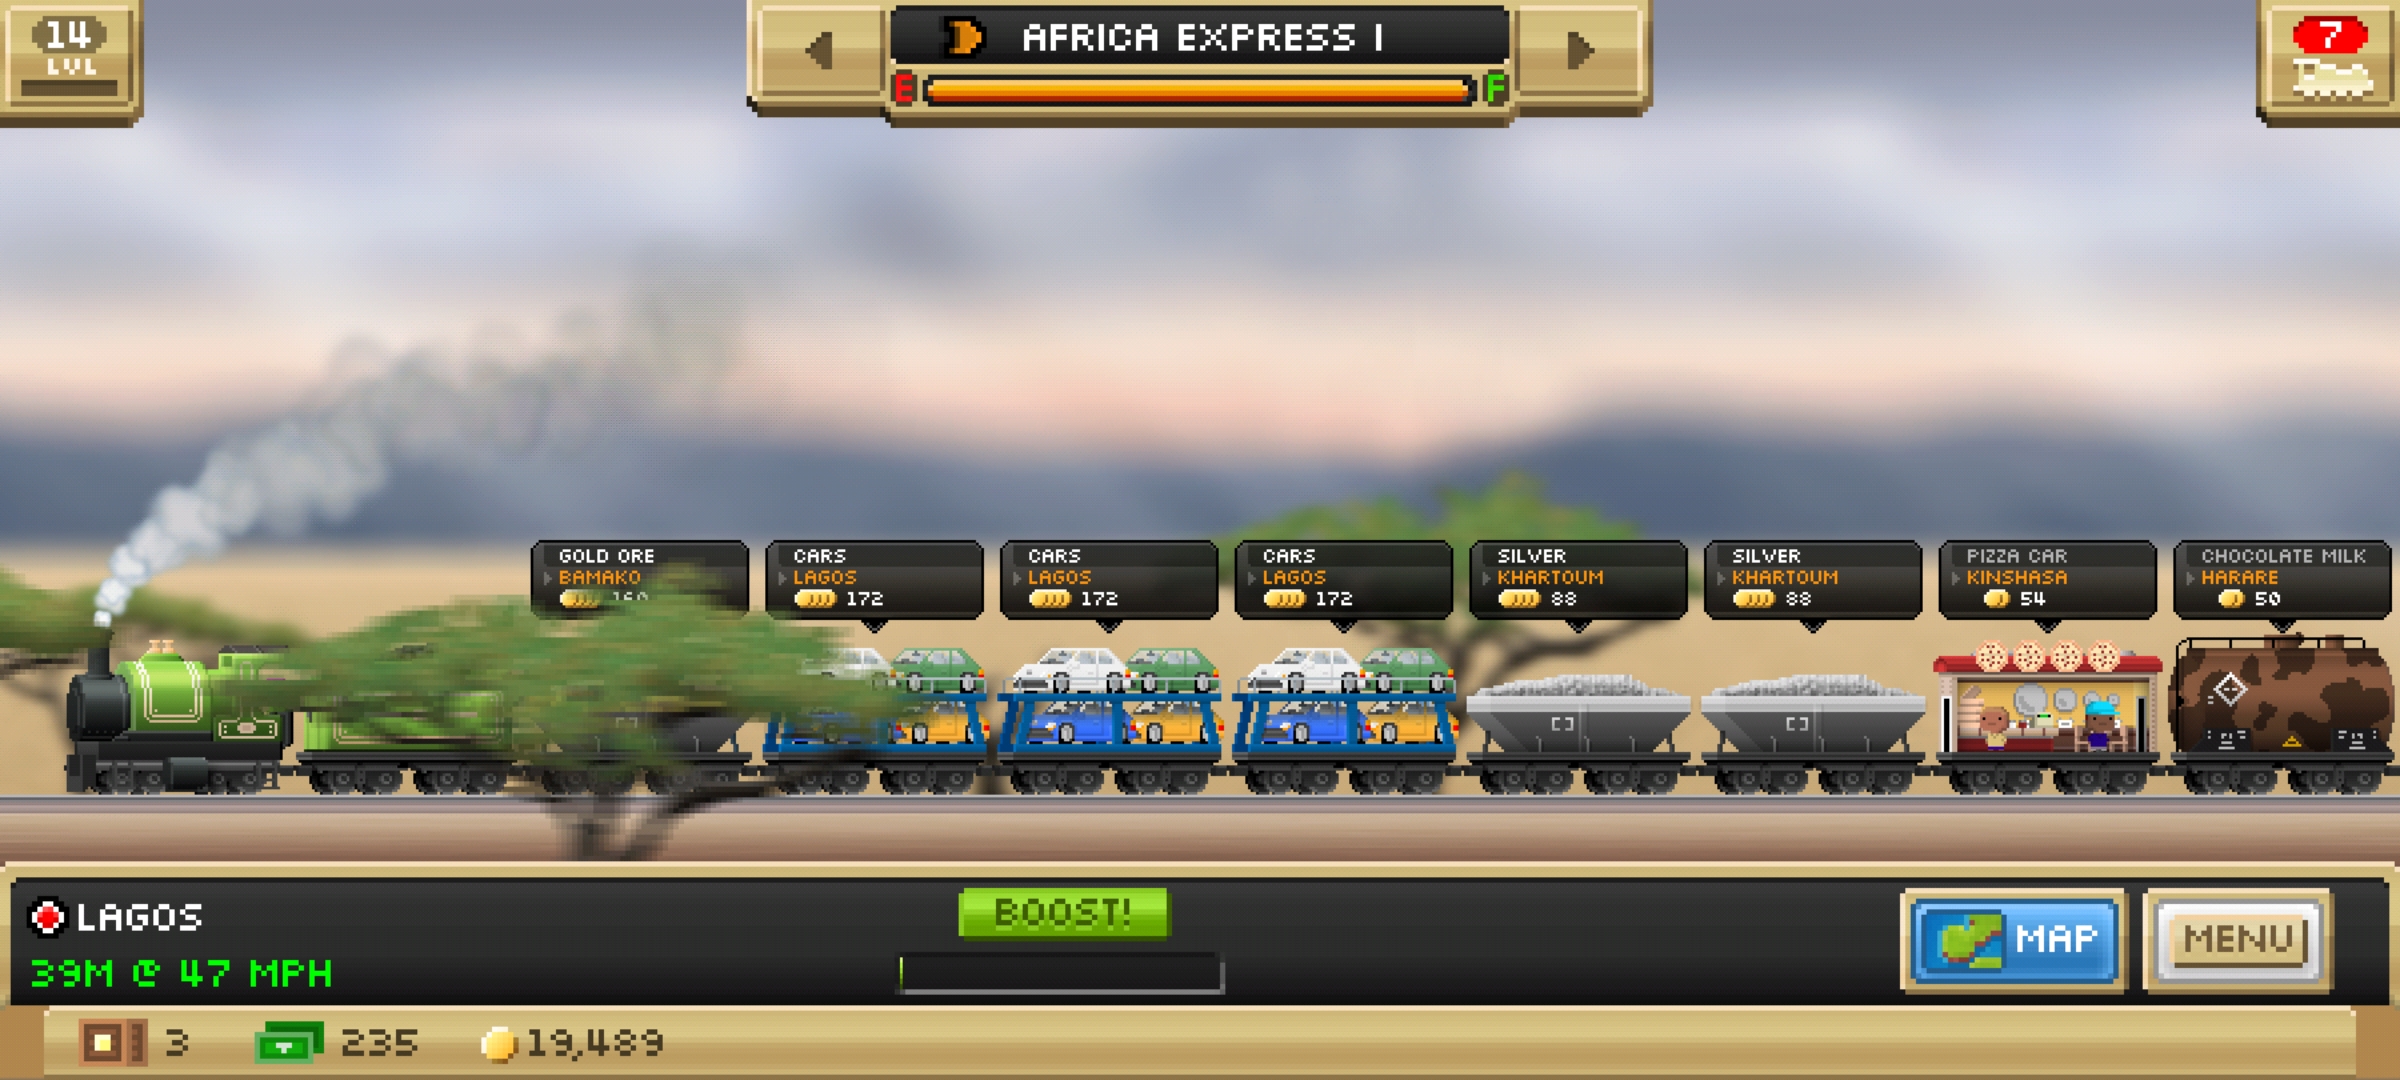 14
LVL
AFRICA EXPRESS I
E
F
7
GOLD ORE
BAMAKO
160
CARS
LAGOS
172
CARS
LAGOS
172
CARS
LAGOS
172
SILVER
KHARTOUM
88
SILVER
KHARTOUM
88
PIZZA CAR
KINSHASA
54
CHOCOLATE MILK
HARARE
50
LAGOS
39M @ 47 MPH
BOOST!
MAP
MENU
3
235
19,489